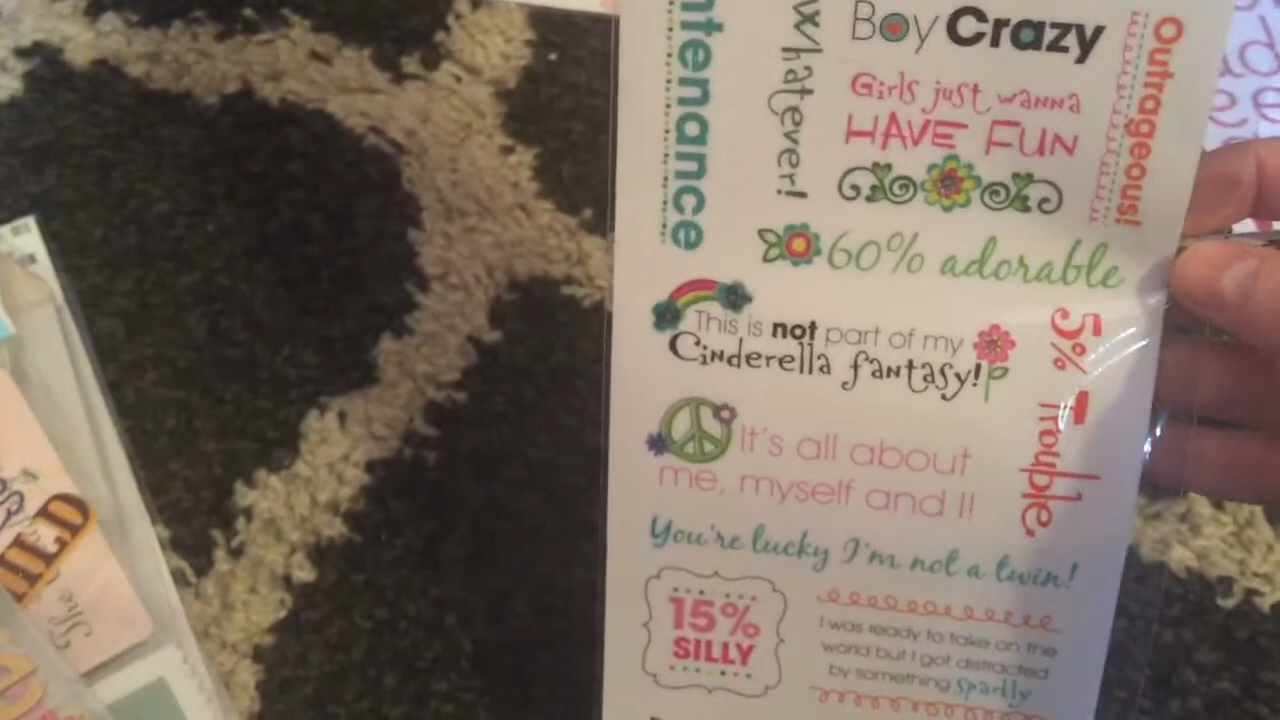 ntenance
Whatever!
Boy Crazy
Girls just wanna
HAVE FUN
Outrageous!
60% adorable
This is not part of my
Cinderella fantasy!
5% Trouble
It's all about
me, myself and I!
You're lucky I'm not a twin!
15%
SILLY
I was ready to take on the
world but I got distracted
by something sparkly
The